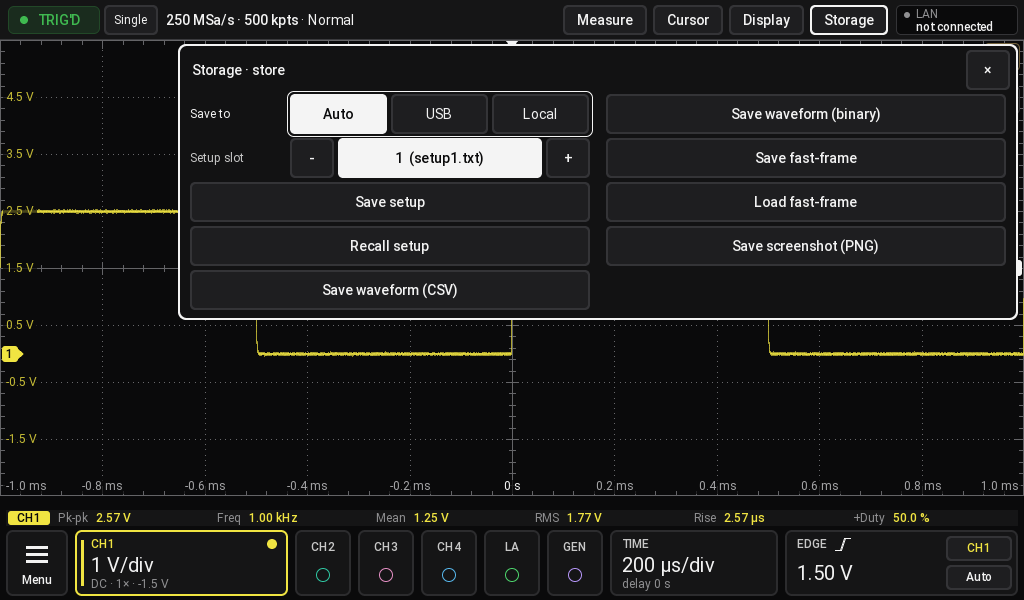 TRIG'D Single 250 MSa/s · 500 kpts · Normal Measure Cursor Display Storage LAN
not connected
Storage · store ×
Save to Auto USB Local Save waveform (binary)
Setup slot - 1 (setup1.txt) + Save fast-frame
Save setup Load fast-frame
Recall setup Save screenshot (PNG)
Save waveform (CSV)
4.5 V
3.5 V
2.5 V
1.5 V
0.5 V
1
-0.5 V
-1.5 V
-1.0 ms -0.8 ms -0.6 ms -0.4 ms -0.2 ms 0 s 0.2 ms 0.4 ms 0.6 ms 0.8 ms 1.0 ms
CH1 Pk-pk 2.57 V Freq 1.00 kHz Mean 1.25 V RMS 1.77 V Rise 2.57 µs +Duty 50.0 %
Menu
CH1
1 V/div
DC · 1× · -1.5 V
CH2 CH3 CH4 LA GEN
TIME
200 µs/div
delay 0 s
EDGE CH1
1.50 V Auto